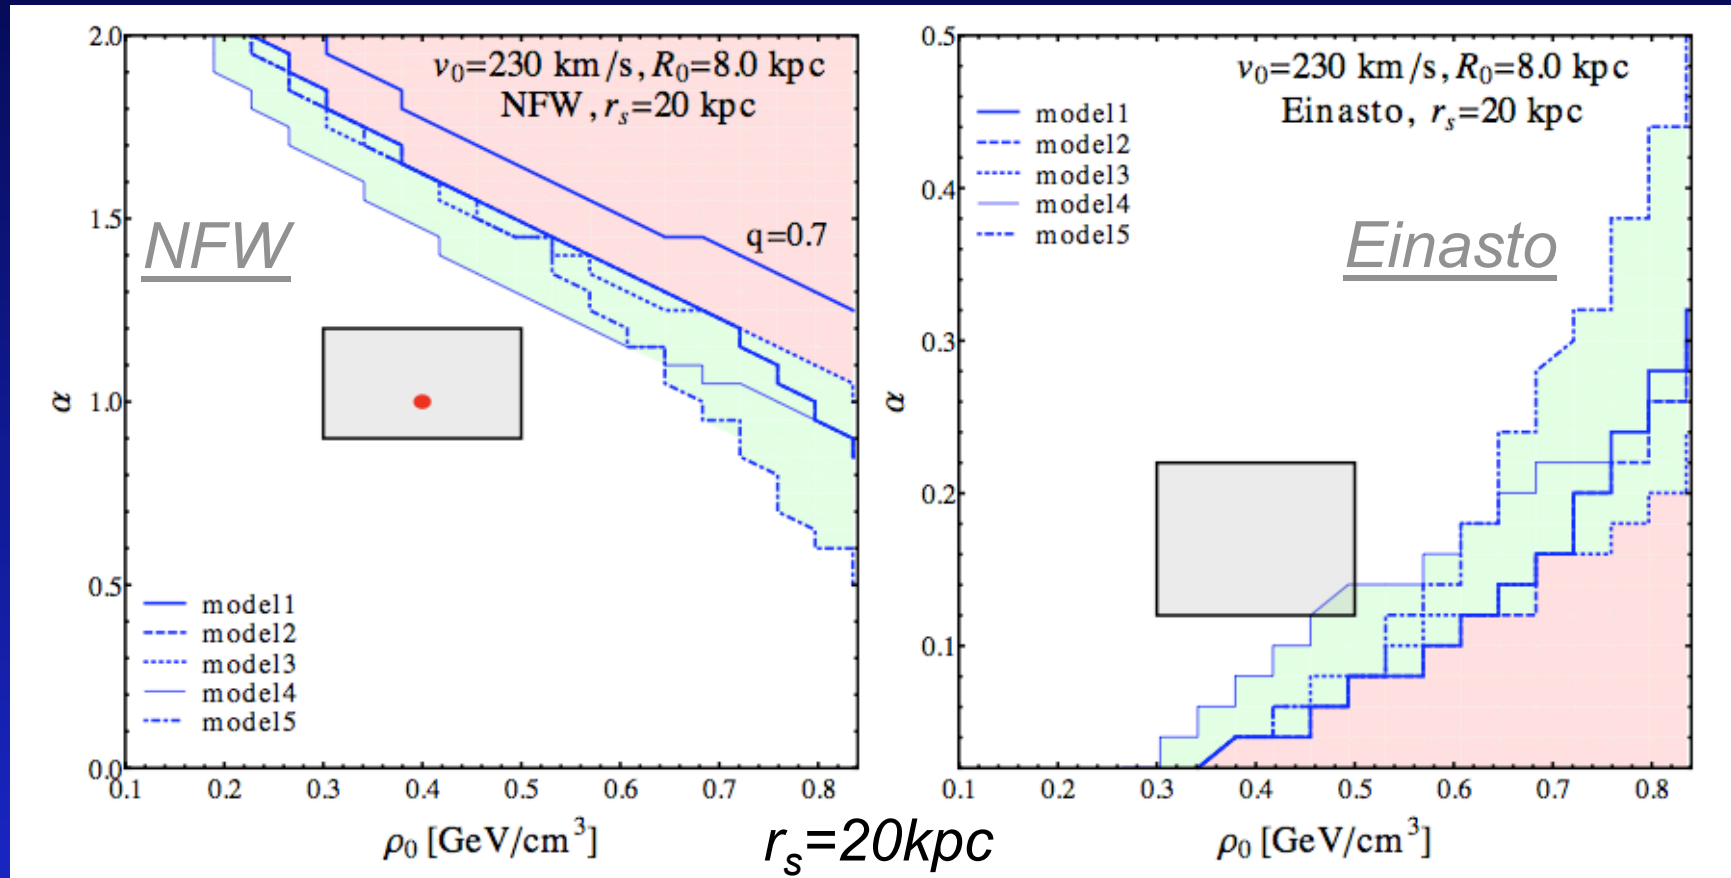 v₀=230 km/s, R₀=8.0 kpc
NFW, rₛ=20 kpc
q=0.7
NFW
α
2.0
1.5
1.0
0.5
0.0
model1
model2
model3
model4
model5
0.1 0.2 0.3 0.4 0.5 0.6 0.7 0.8
ρ₀ [GeV/cm³]
v₀=230 km/s, R₀=8.0 kpc
Einasto, rₛ=20 kpc
model1
model2
model3
model4
model5
Einasto
α
0.5
0.4
0.3
0.2
0.1
0.1 0.2 0.3 0.4 0.5 0.6 0.7 0.8
ρ₀ [GeV/cm³]
rₛ=20kpc